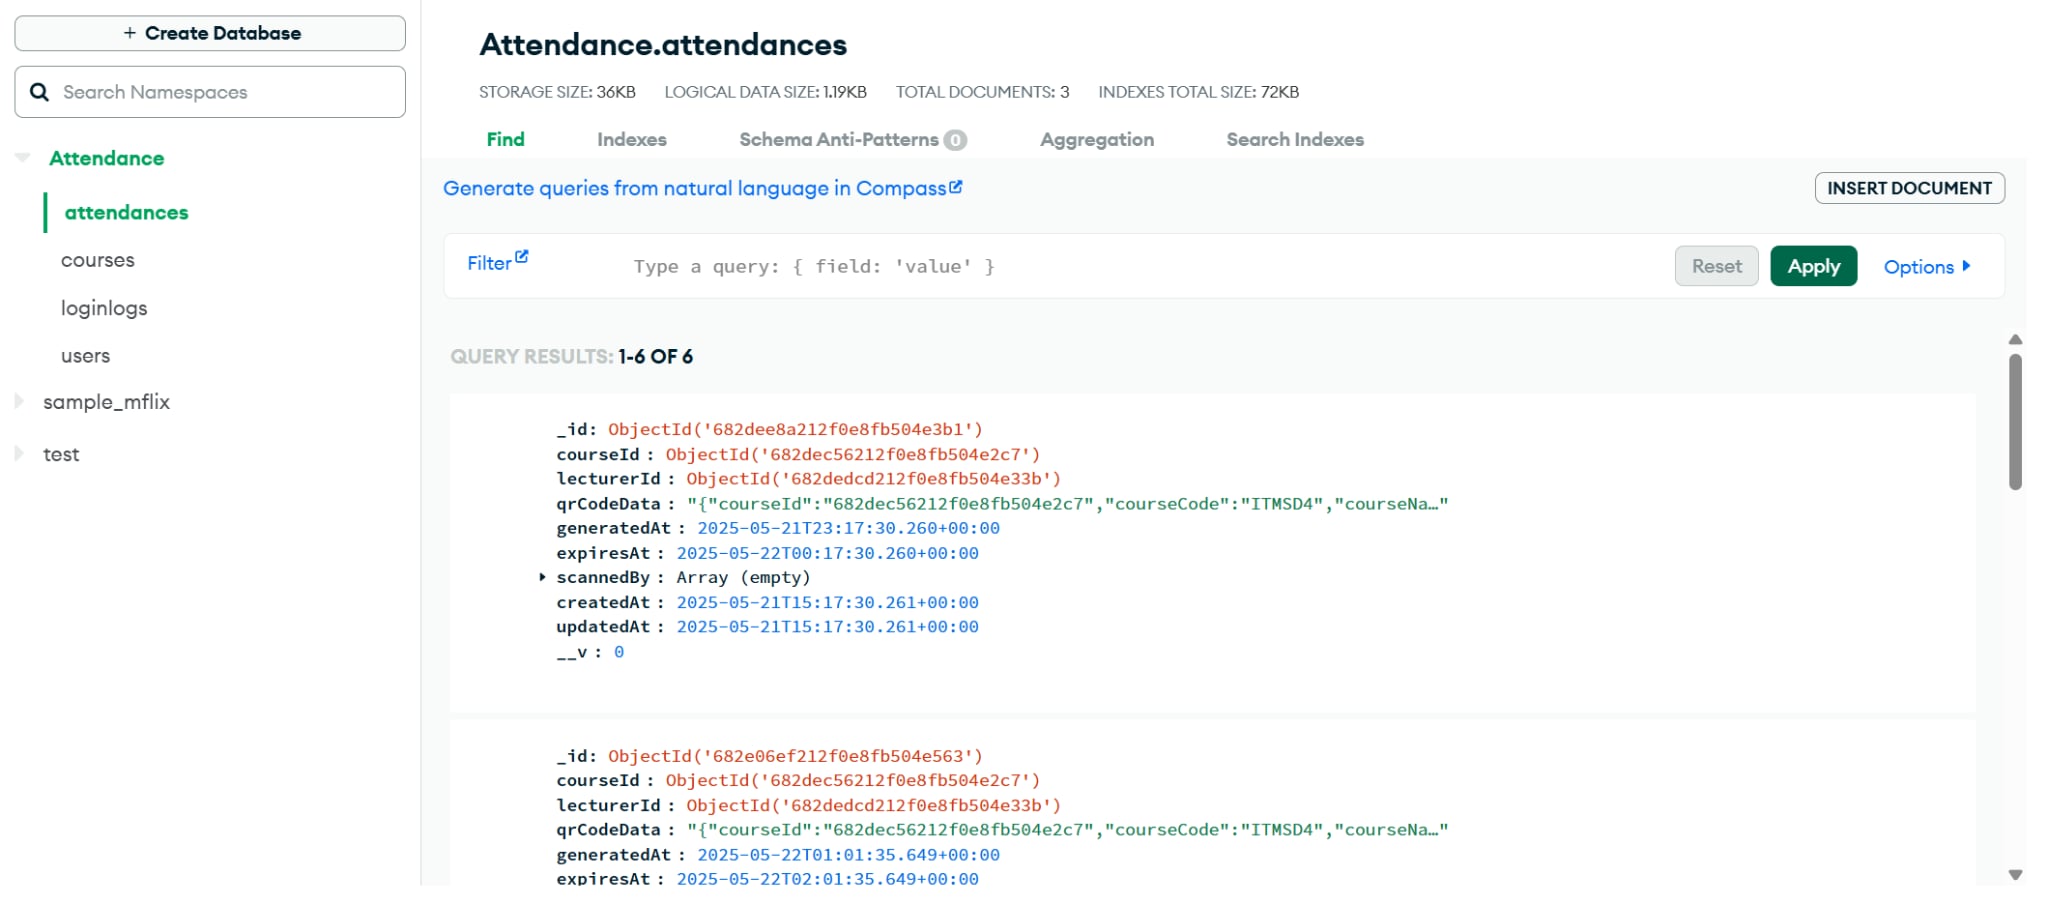 + Create Database
Search Namespaces
Attendance
attendances
courses
loginlogs
users
sample_mflix
test
Attendance.attendances
STORAGE SIZE: 36KB LOGICAL DATA SIZE: 1.19KB TOTAL DOCUMENTS: 3 INDEXES TOTAL SIZE: 72KB
Find Indexes Schema Anti-Patterns 0 Aggregation Search Indexes
Generate queries from natural language in Compass
INSERT DOCUMENT
Filter Type a query: { field: 'value' } Reset Apply Options
QUERY RESULTS: 1-6 OF 6
_id: ObjectId('682dee8a212f0e8fb504e3b1')
courseId : ObjectId('682dec56212f0e8fb504e2c7')
lecturerId : ObjectId('682dedcd212f0e8fb504e33b')
qrCodeData : "{"courseId":"682dec56212f0e8fb504e2c7","courseCode":"ITMSD4","courseNa…"
generatedAt : 2025-05-21T23:17:30.260+00:00
expiresAt : 2025-05-22T00:17:30.260+00:00
scannedBy : Array (empty)
createdAt : 2025-05-21T15:17:30.261+00:00
updatedAt : 2025-05-21T15:17:30.261+00:00
__v : 0
_id: ObjectId('682e06ef212f0e8fb504e563')
courseId : ObjectId('682dec56212f0e8fb504e2c7')
lecturerId : ObjectId('682dedcd212f0e8fb504e33b')
qrCodeData : "{"courseId":"682dec56212f0e8fb504e2c7","courseCode":"ITMSD4","courseNa…"
generatedAt : 2025-05-22T01:01:35.649+00:00
expiresAt : 2025-05-22T02:01:35.649+00:00